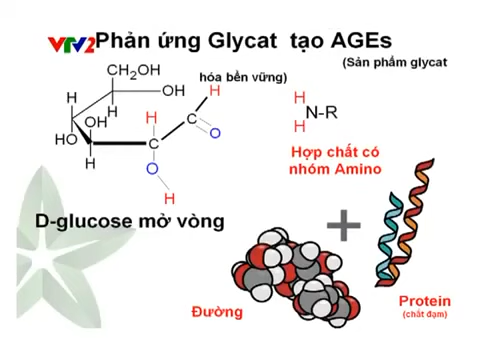 VTV2
Phản ứng Glycat tạo AGEs
(Sản phẩm glycat
hóa bền vững)
CH₂OH
OH
H
H
H
C
O
OH
HO
H
H
C
O
H
H
H
N-R
Hợp chất có
nhóm Amino
D-glucose mở vòng
Đường
Protein
(chất đạm)